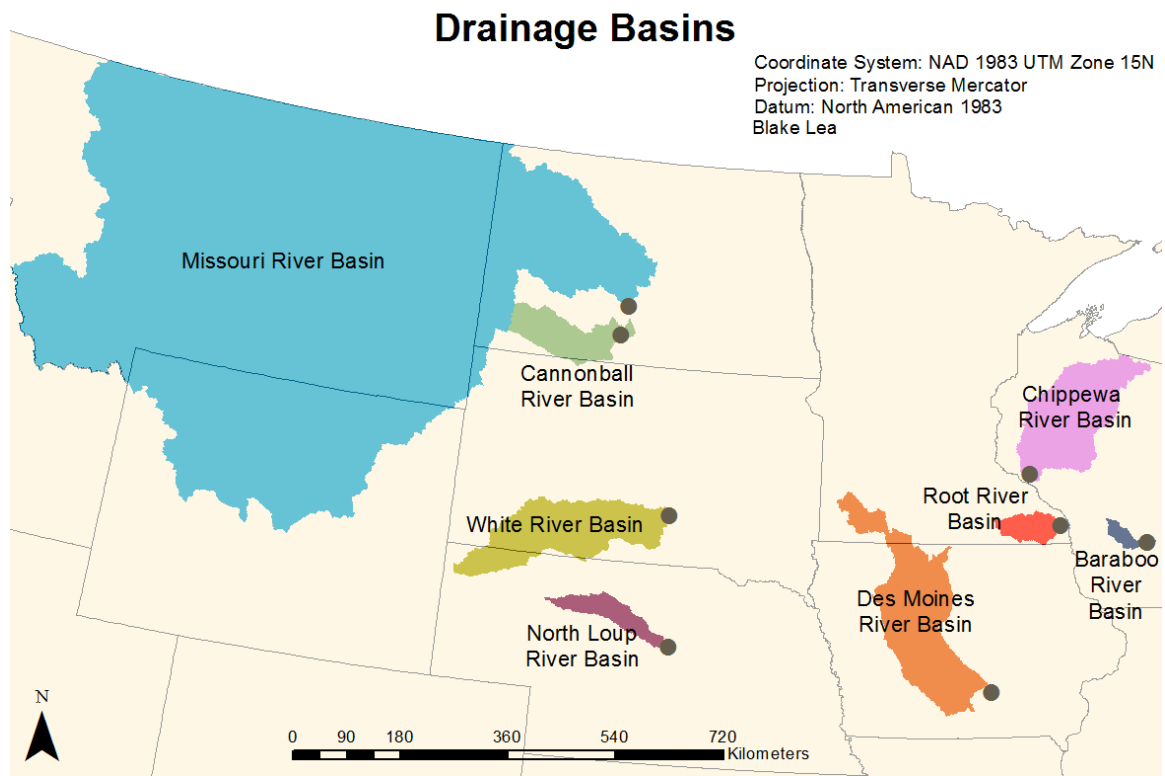 Drainage Basins
Coordinate System: NAD 1983 UTM Zone 15N
Projection: Transverse Mercator
Datum: North American 1983
Blake Lea
Missouri River Basin
Cannonball
River Basin
Chippewa
River Basin
White River Basin
Root River
Basin
Baraboo
River
Basin
Des Moines
River Basin
North Loup
River Basin
N
0 90 180 360 540 720
Kilometers